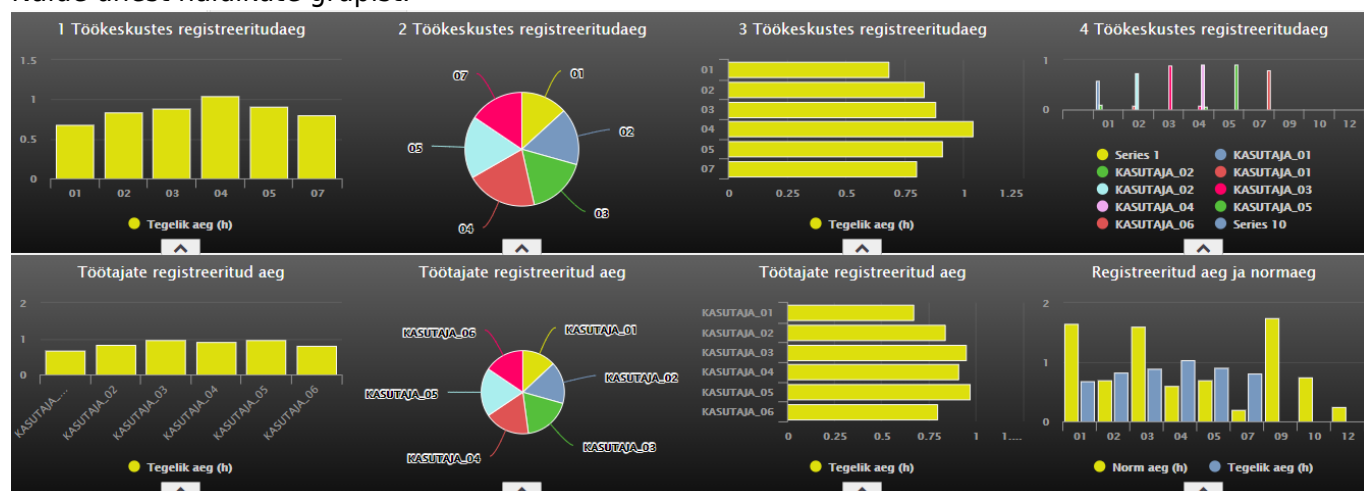 1 Töökeskustes registreeritudaeg
1.5
1
0.5
0
01 02 03 04 05 07
Tegelik aeg (h)
2 Töökeskustes registreeritudaeg
07 01
02
05
03
04
3 Töökeskustes registreeritudaeg
01
02
03
04
05
07
0 0.25 0.5 0.75 1 1.25
Tegelik aeg (h)
4 Töökeskustes registreeritudaeg
1
0
01 02 03 04 05 07 09 10 12
Series 1 KASUTAJA_01
KASUTAJA_02 KASUTAJA_01
KASUTAJA_02 KASUTAJA_03
KASUTAJA_04 KASUTAJA_05
KASUTAJA_06 Series 10
Töötajate registreeritud aeg
2
1
0
KASUTAJA_... KASUTAJA_02 KASUTAJA_03 KASUTAJA_04 KASUTAJA_05 KASUTAJA_06
Tegelik aeg (h)
Töötajate registreeritud aeg
KASUTAJA_06 KASUTAJA_01
KASUTAJA_02
KASUTAJA_05
KASUTAJA_03
KASUTAJA_04
Töötajate registreeritud aeg
KASUTAJA_01
KASUTAJA_02
KASUTAJA_03
KASUTAJA_04
KASUTAJA_05
KASUTAJA_06
0 0.25 0.5 0.75 1 1....
Tegelik aeg (h)
Registreeritud aeg ja normaeg
2
1
0
01 02 03 04 05 07 09 10 12
Norm aeg (h) Tegelik aeg (h)